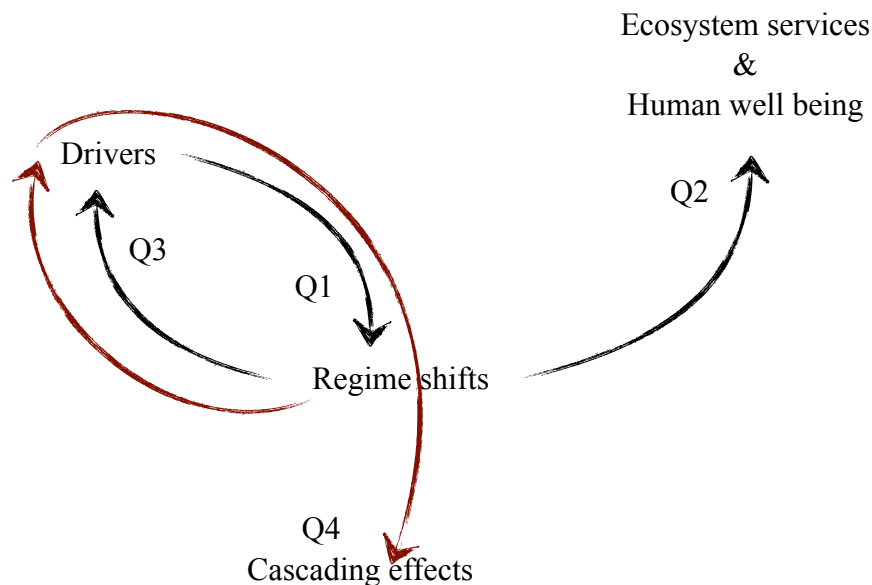 Ecosystem services
&
Human well being
Drivers
Q2
Q3
Q1
Regime shifts
Q4
Cascading effects